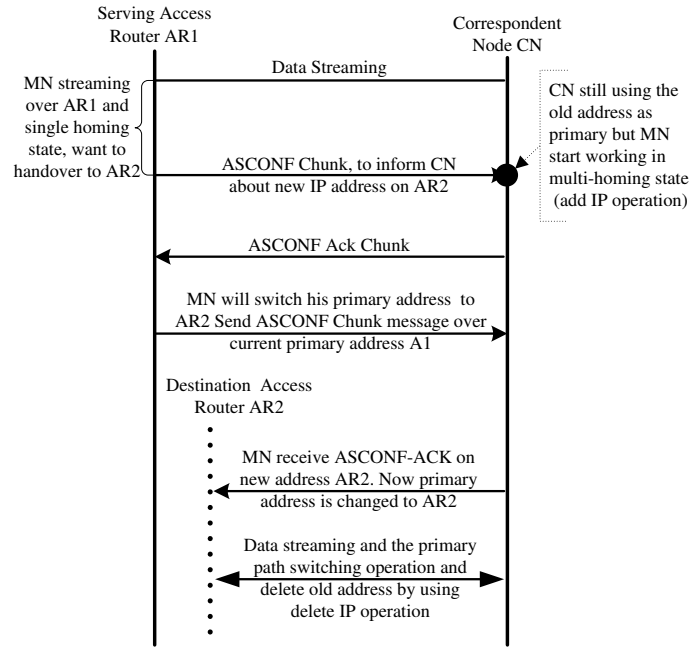 Serving Access
Router AR1
Correspondent
Node CN
Data Streaming
MN streaming
over AR1 and
single homing
state, want to
handover to AR2
CN still using the
old address as
primary but MN
start working in
multi-homing state
(add IP operation)
ASCONF Chunk, to inform CN
about new IP address on AR2
ASCONF Ack Chunk
MN will switch his primary address to
AR2 Send ASCONF Chunk message over
current primary address A1
Destination Access
Router AR2
MN receive ASCONF-ACK on
new address AR2. Now primary
address is changed to AR2
Data streaming and the primary
path switching operation and
delete old address by using
delete IP operation